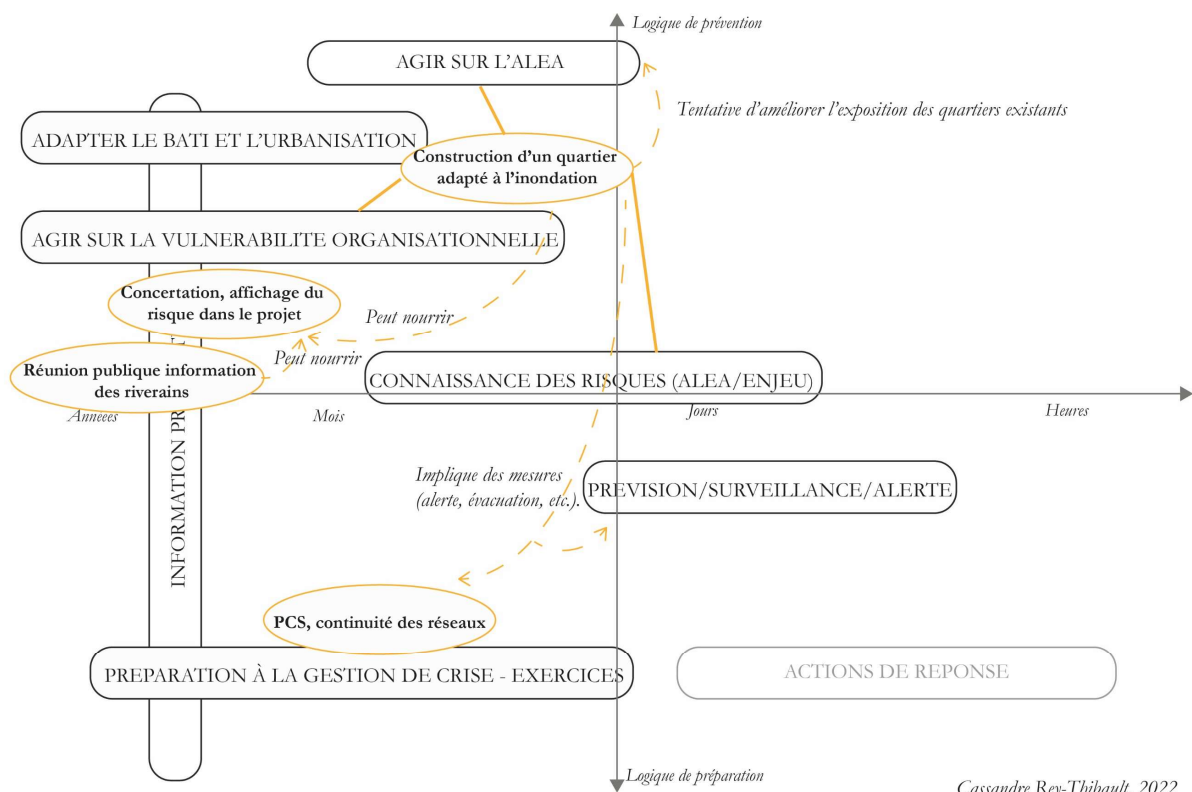 Logique de prévention
AGIR SUR L'ALEA
Tentative d'améliorer l'exposition des quartiers existants
ADAPTER LE BATI ET L'URBANISATION
Construction d'un quartier
adapté à l'inondation
AGIR SUR LA VULNERABILITE ORGANISATIONNELLE
Concertation, affichage du
risque dans le projet
Peut nourrir
Peut nourrir
Réunion publique information
des riverains
CONNAISSANCE DES RISQUES (ALEA/ENJEU)
Anneees
Mois
Jours
Heures
INFORMATION PR
Implique des mesures
(alerte, évacuation, etc.).
PREVISION/SURVEILLANCE/ALERTE
PCS, continuité des réseaux
PREPARATION À LA GESTION DE CRISE - EXERCICES
ACTIONS DE REPONSE
Logique de préparation
Cassandre Rey-Thibault, 2022